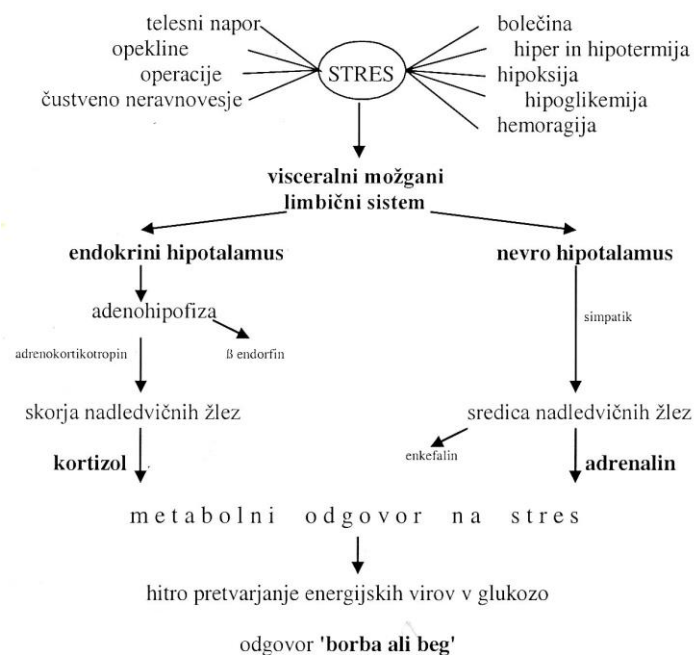 telesni napor
opekline
operacije
čustveno neravnovesje
STRES
bolečina
hiper in hipotermija
hipoksija
hipoglikemija
hemoragija
visceralni možgani
limbični sistem
endokrini hipotalamus
nevro hipotalamus
adenohipofiza
simpatik
adrenokortikotropin
ß endorfin
skorja nadledvičnih žlez
sredica nadledvičnih žlez
enkefalin
kortizol
adrenalin
metabolni odgovor na stres
hitro pretvarjanje energijskih virov v glukozo
odgovor 'borba ali beg'